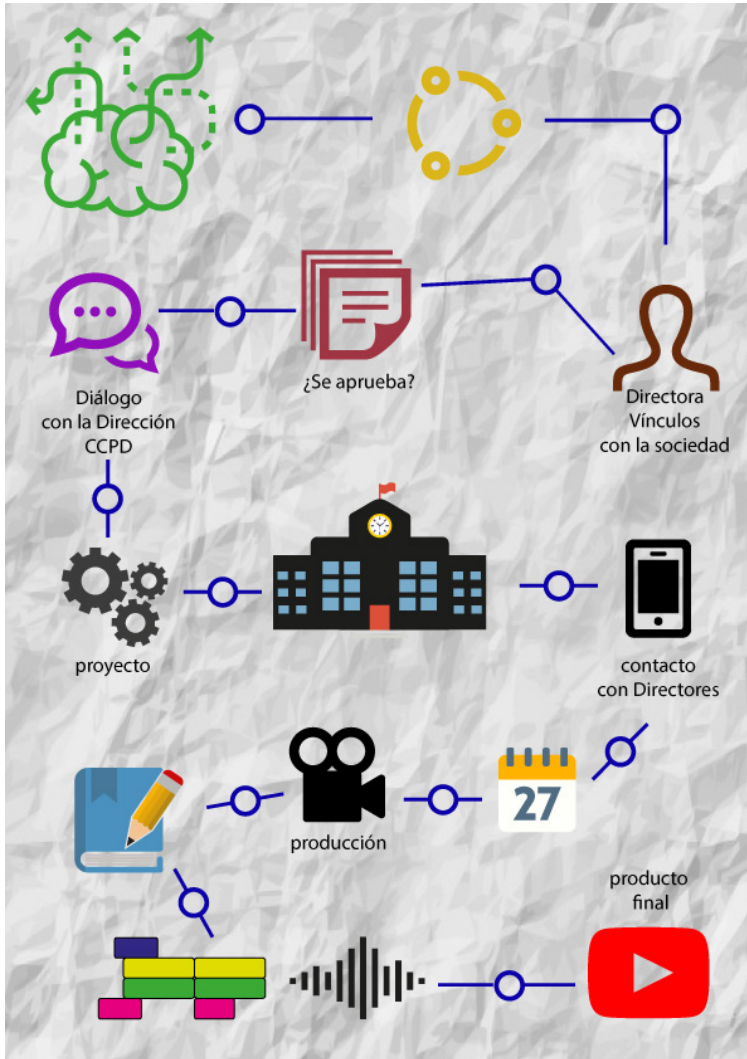 ¿Se aprueba?
Directora
Vínculos
con la sociedad
Diálogo
con la Dirección
CCPD
proyecto
contacto
con Directores
27
producción
producto
final